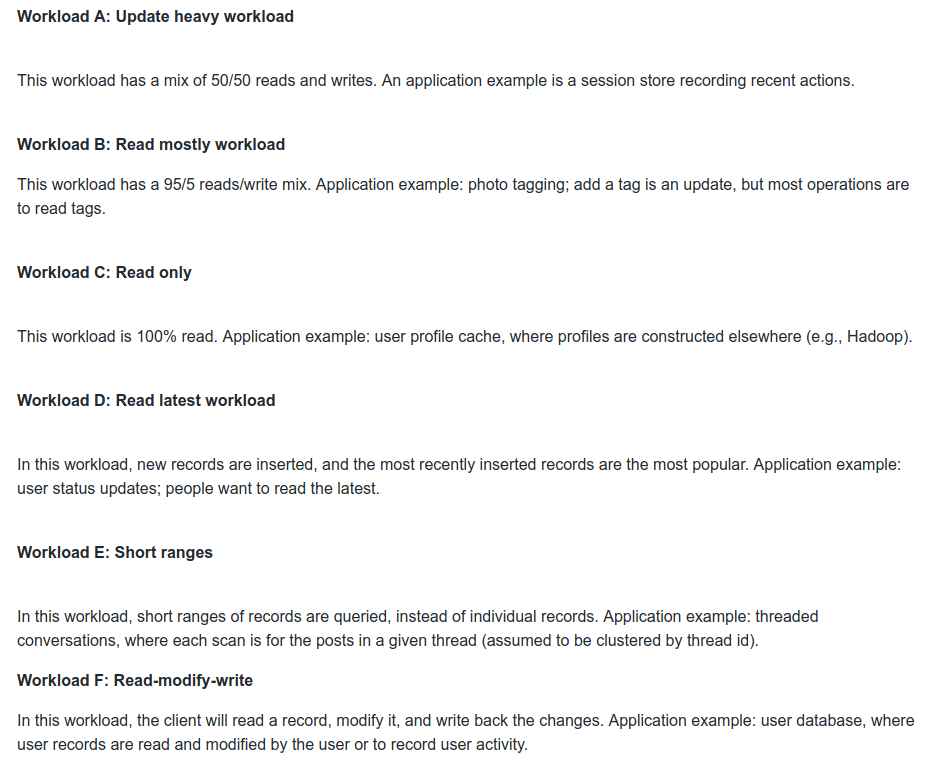 Workload A: Update heavy workload
This workload has a mix of 50/50 reads and writes. An application example is a session store recording recent actions.
Workload B: Read mostly workload
This workload has a 95/5 reads/write mix. Application example: photo tagging; add a tag is an update, but most operations are
to read tags.
Workload C: Read only
This workload is 100% read. Application example: user profile cache, where profiles are constructed elsewhere (e.g., Hadoop).
Workload D: Read latest workload
In this workload, new records are inserted, and the most recently inserted records are the most popular. Application example:
user status updates; people want to read the latest.
Workload E: Short ranges
In this workload, short ranges of records are queried, instead of individual records. Application example: threaded
conversations, where each scan is for the posts in a given thread (assumed to be clustered by thread id).
Workload F: Read-modify-write
In this workload, the client will read a record, modify it, and write back the changes. Application example: user database, where
user records are read and modified by the user or to record user activity.